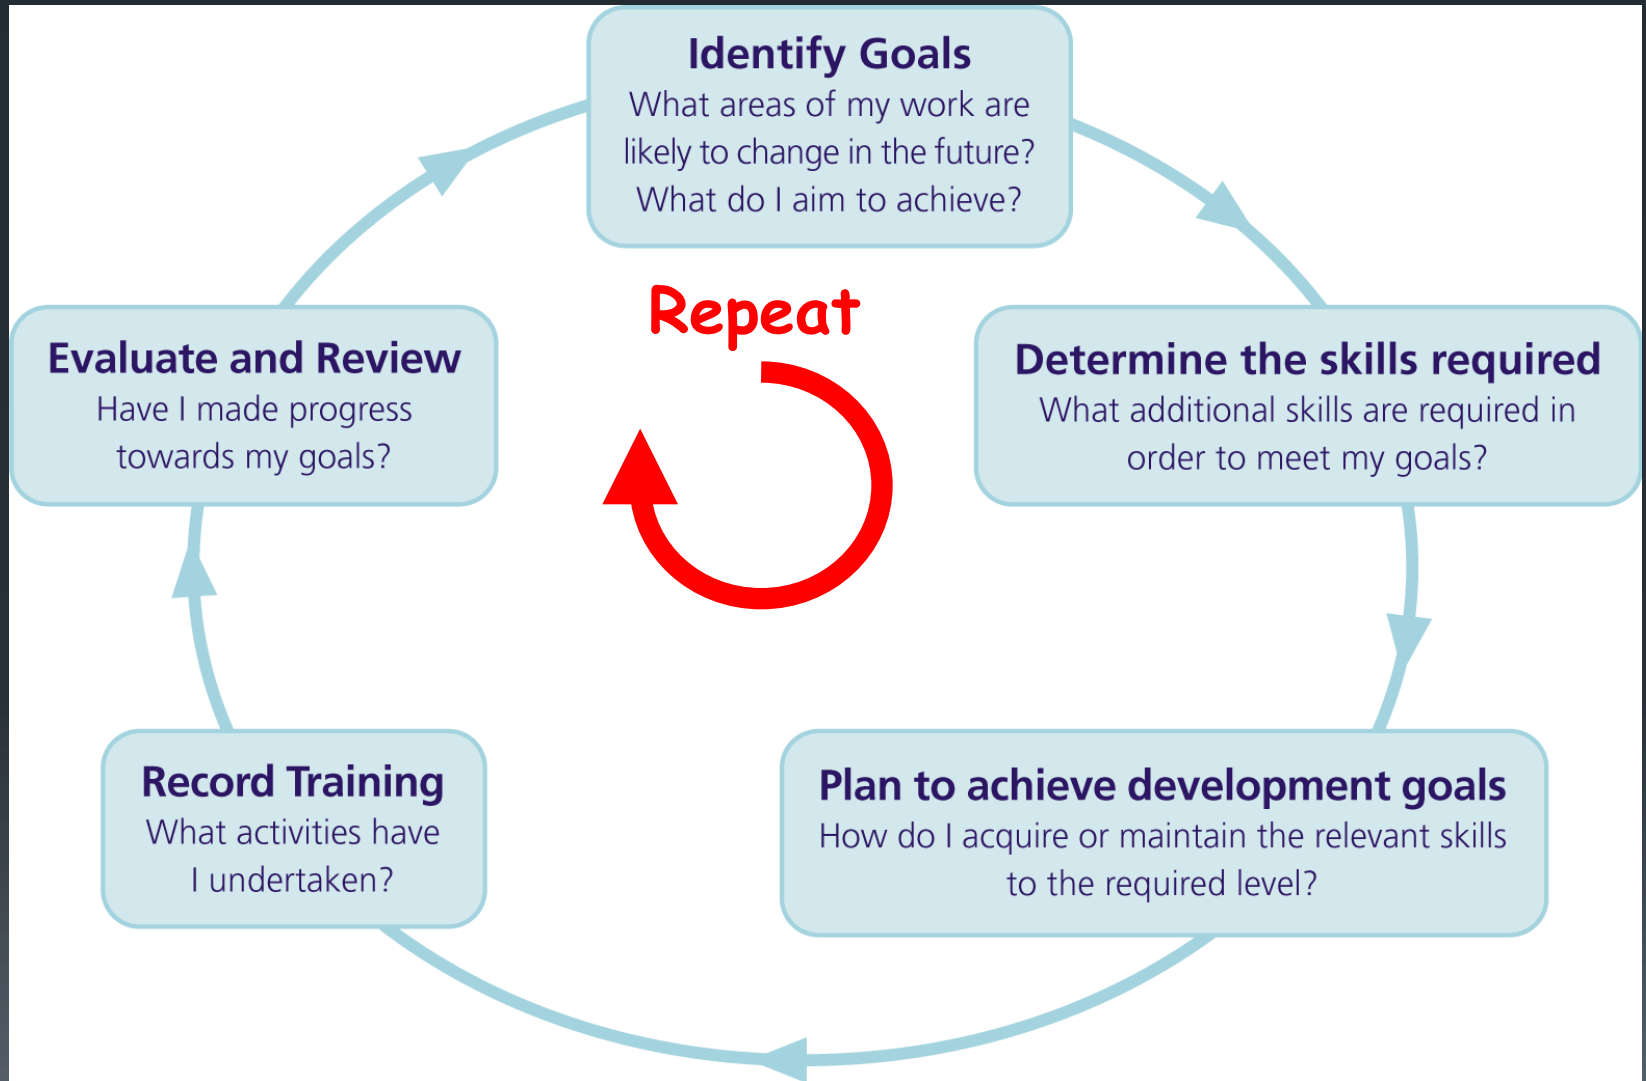 Identify Goals
What areas of my work are
likely to change in the future?
What do I aim to achieve?
Repeat
Determine the skills required
What additional skills are required in
order to meet my goals?
Plan to achieve development goals
How do I acquire or maintain the relevant skills
to the required level?
Record Training
What activities have
I undertaken?
Evaluate and Review
Have I made progress
towards my goals?